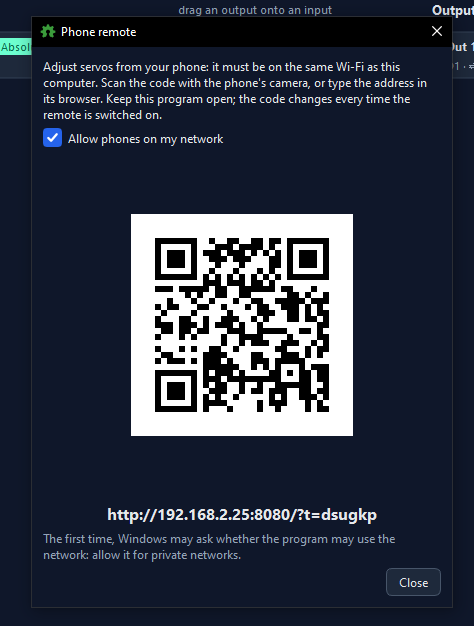 drag an output onto an input
Output
Phone remote
Absol
Out 1
Adjust servos from your phone: it must be on the same Wi-Fi as this
computer. Scan the code with the phone's camera, or type the address in
its browser. Keep this program open; the code changes every time the
remote is switched on.
Allow phones on my network
http://192.168.2.25:8080/?t=dsugkp
The first time, Windows may ask whether the program may use the
network: allow it for private networks.
Close